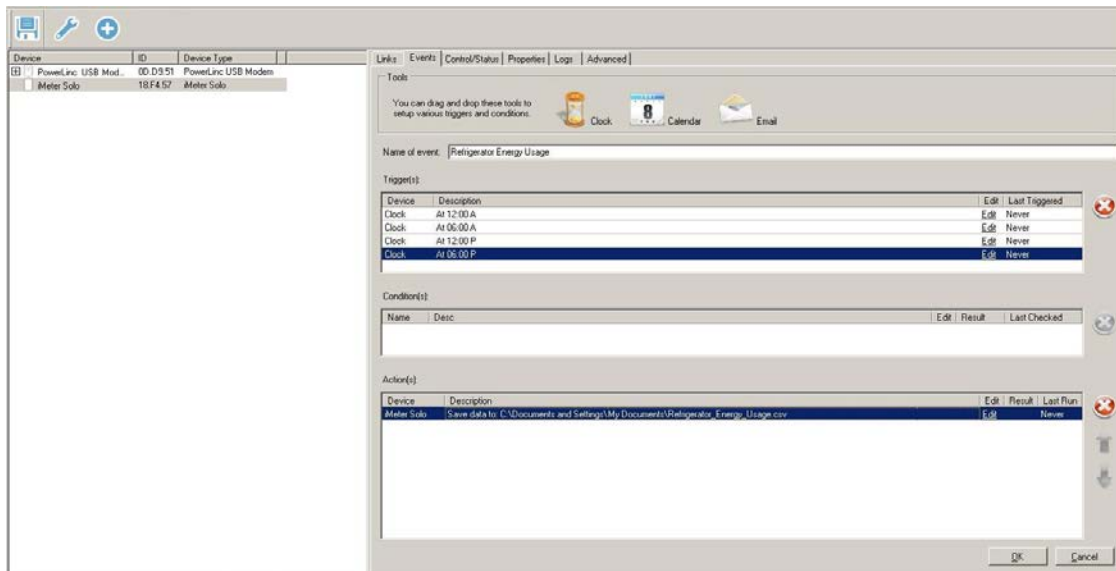 Device ID Device Type
PowerLinc USB Mod... 0D.D9.51 PowerLinc USB Modem
iMeter Solo 18.F4.57 iMeter Solo
Links Events Control/Status Properties Logs Advanced
Tools
You can drag and drop these tools to
setup various triggers and conditions.
Clock
8 Calendar
Email
Name of event: Refrigerator Energy Usage
Trigger(s):
Device Description Edit Last Triggered
Clock At 12:00 A Edit Never
Clock At 06:00 A Edit Never
Clock At 12:00 P Edit Never
Clock At 06:00 P Edit Never
Condition(s):
Name Desc Edit Result Last Checked
Action(s):
Device Description Edit Result Last Run
iMeter Solo Save data to: C:\Documents and Settings\My Documents\Refrigerator_Energy_Usage.csv Edit Never
OK Cancel